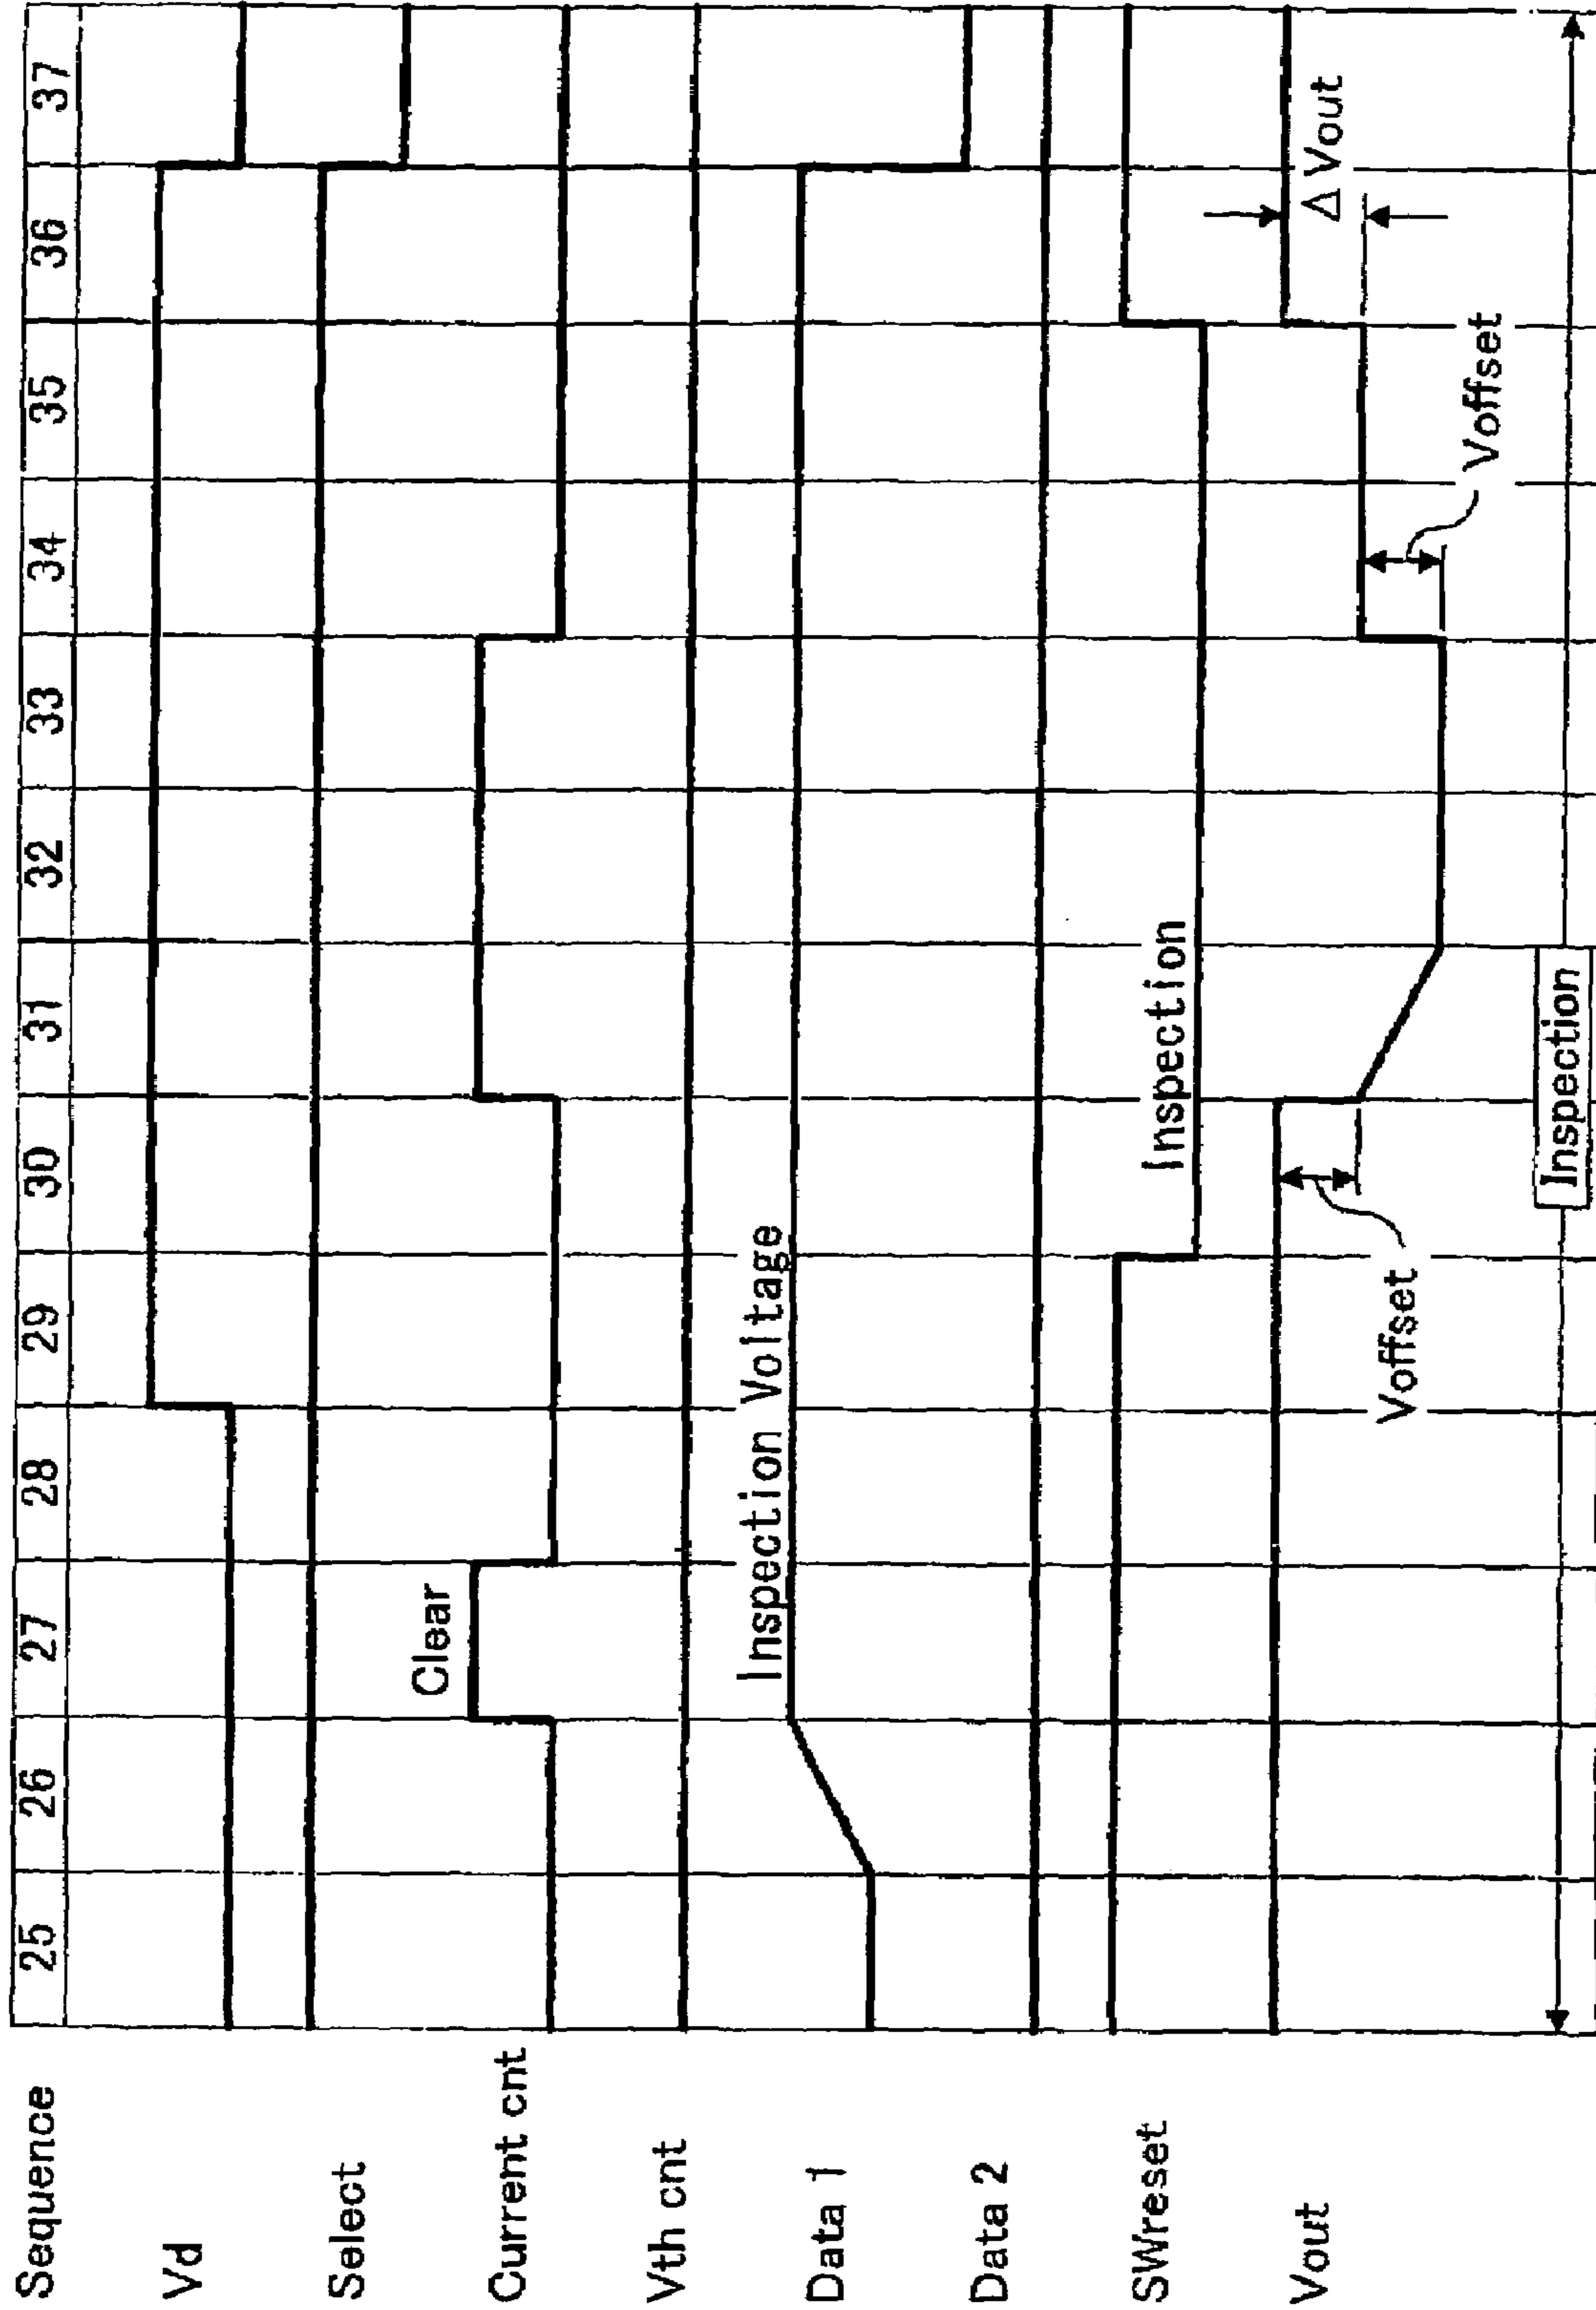 Sequence 25 26 27 28 29 30 31 32 33 34 35 36 37
Vd
Select
Current cnt
Clear
Vth cnt
Data 1
Inspection Voltage
Data 2
SWreset
Inspection
Vout
Δ Vout
Voffset
Voffset
Inspection